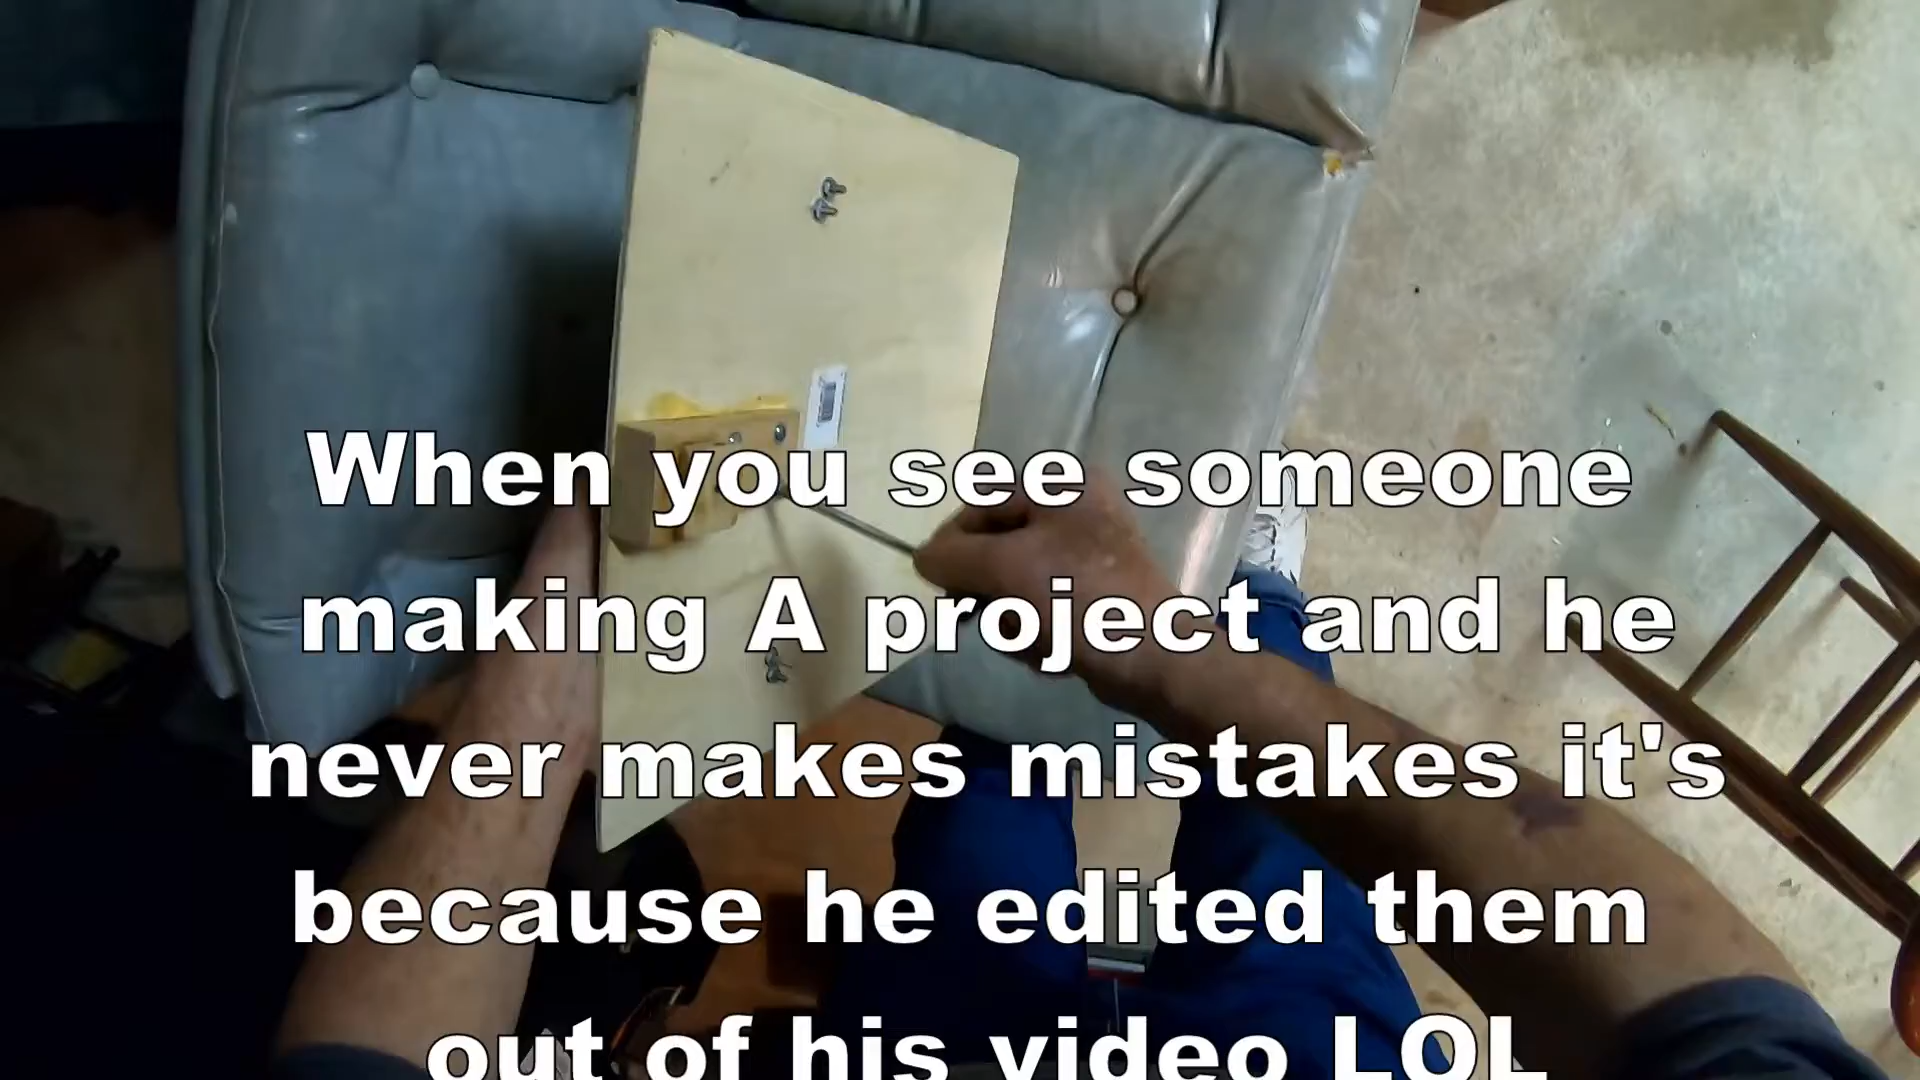 When you see someone
making A project and he
never makes mistakes it's
because he edited them
out of his video LOL